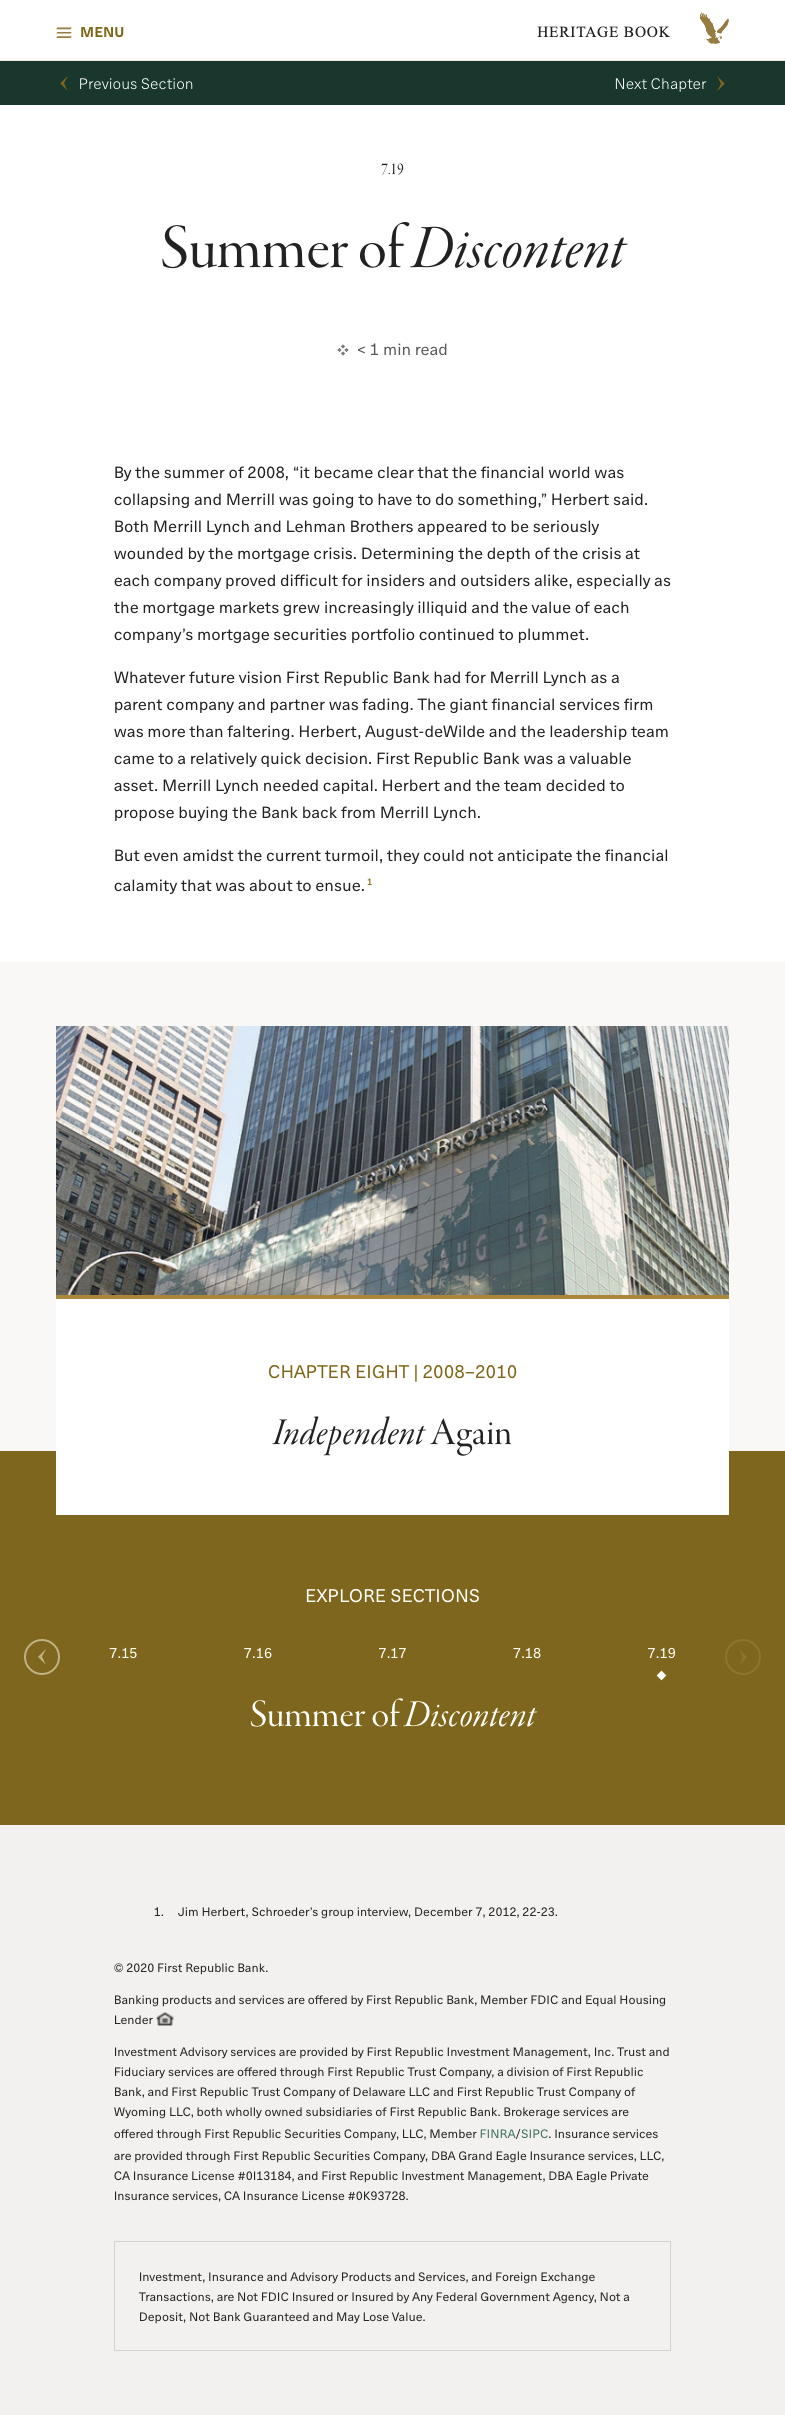 MENU
HERITAGE BOOK
Previous Section
Next Chapter
7.19
Summer of Discontent
< 1 min read
By the summer of 2008, “it became clear that the financial world was
collapsing and Merrill was going to have to do something,” Herbert said.
Both Merrill Lynch and Lehman Brothers appeared to be seriously
wounded by the mortgage crisis. Determining the depth of the crisis at
each company proved difficult for insiders and outsiders alike, especially as
the mortgage markets grew increasingly illiquid and the value of each
company’s mortgage securities portfolio continued to plummet.
Whatever future vision First Republic Bank had for Merrill Lynch as a
parent company and partner was fading. The giant financial services firm
was more than faltering. Herbert, August-deWilde and the leadership team
came to a relatively quick decision. First Republic Bank was a valuable
asset. Merrill Lynch needed capital. Herbert and the team decided to
propose buying the Bank back from Merrill Lynch.
But even amidst the current turmoil, they could not anticipate the financial
calamity that was about to ensue. 1
LEHMAN BROTHERS
AUG 12
CHAPTER EIGHT | 2008–2010
Independent Again
EXPLORE SECTIONS
7.15 7.16 7.17 7.18 7.19
Summer of Discontent
1. Jim Herbert, Schroeder’s group interview, December 7, 2012, 22-23.
© 2020 First Republic Bank.
Banking products and services are offered by First Republic Bank, Member FDIC and Equal Housing
Lender
Investment Advisory services are provided by First Republic Investment Management, Inc. Trust and
Fiduciary services are offered through First Republic Trust Company, a division of First Republic
Bank, and First Republic Trust Company of Delaware LLC and First Republic Trust Company of
Wyoming LLC, both wholly owned subsidiaries of First Republic Bank. Brokerage services are
offered through First Republic Securities Company, LLC, Member FINRA/SIPC. Insurance services
are provided through First Republic Securities Company, DBA Grand Eagle Insurance services, LLC,
CA Insurance License #0I13184, and First Republic Investment Management, DBA Eagle Private
Insurance services, CA Insurance License #0K93728.
Investment, Insurance and Advisory Products and Services, and Foreign Exchange
Transactions, are Not FDIC Insured or Insured by Any Federal Government Agency, Not a
Deposit, Not Bank Guaranteed and May Lose Value.